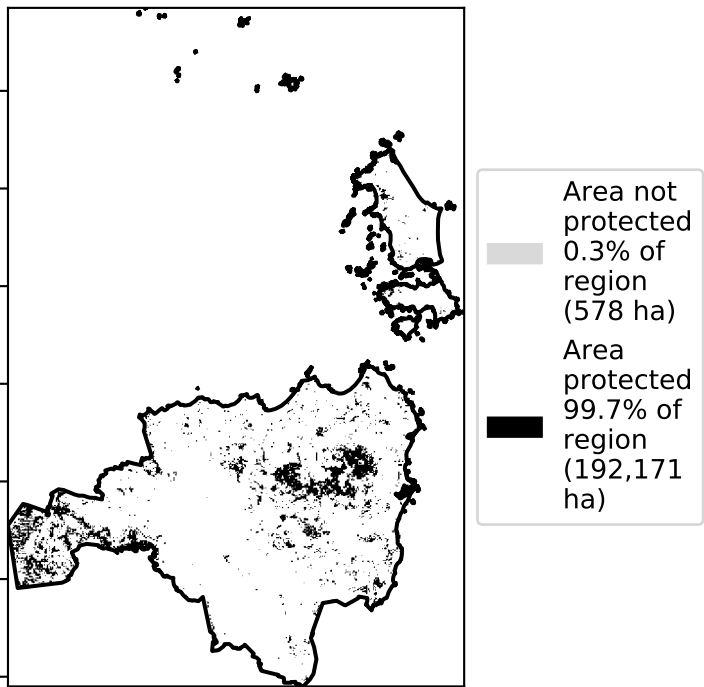 Area not
protected
0.3% of
region
(578 ha)
Area
protected
99.7% of
region
(192,171
ha)